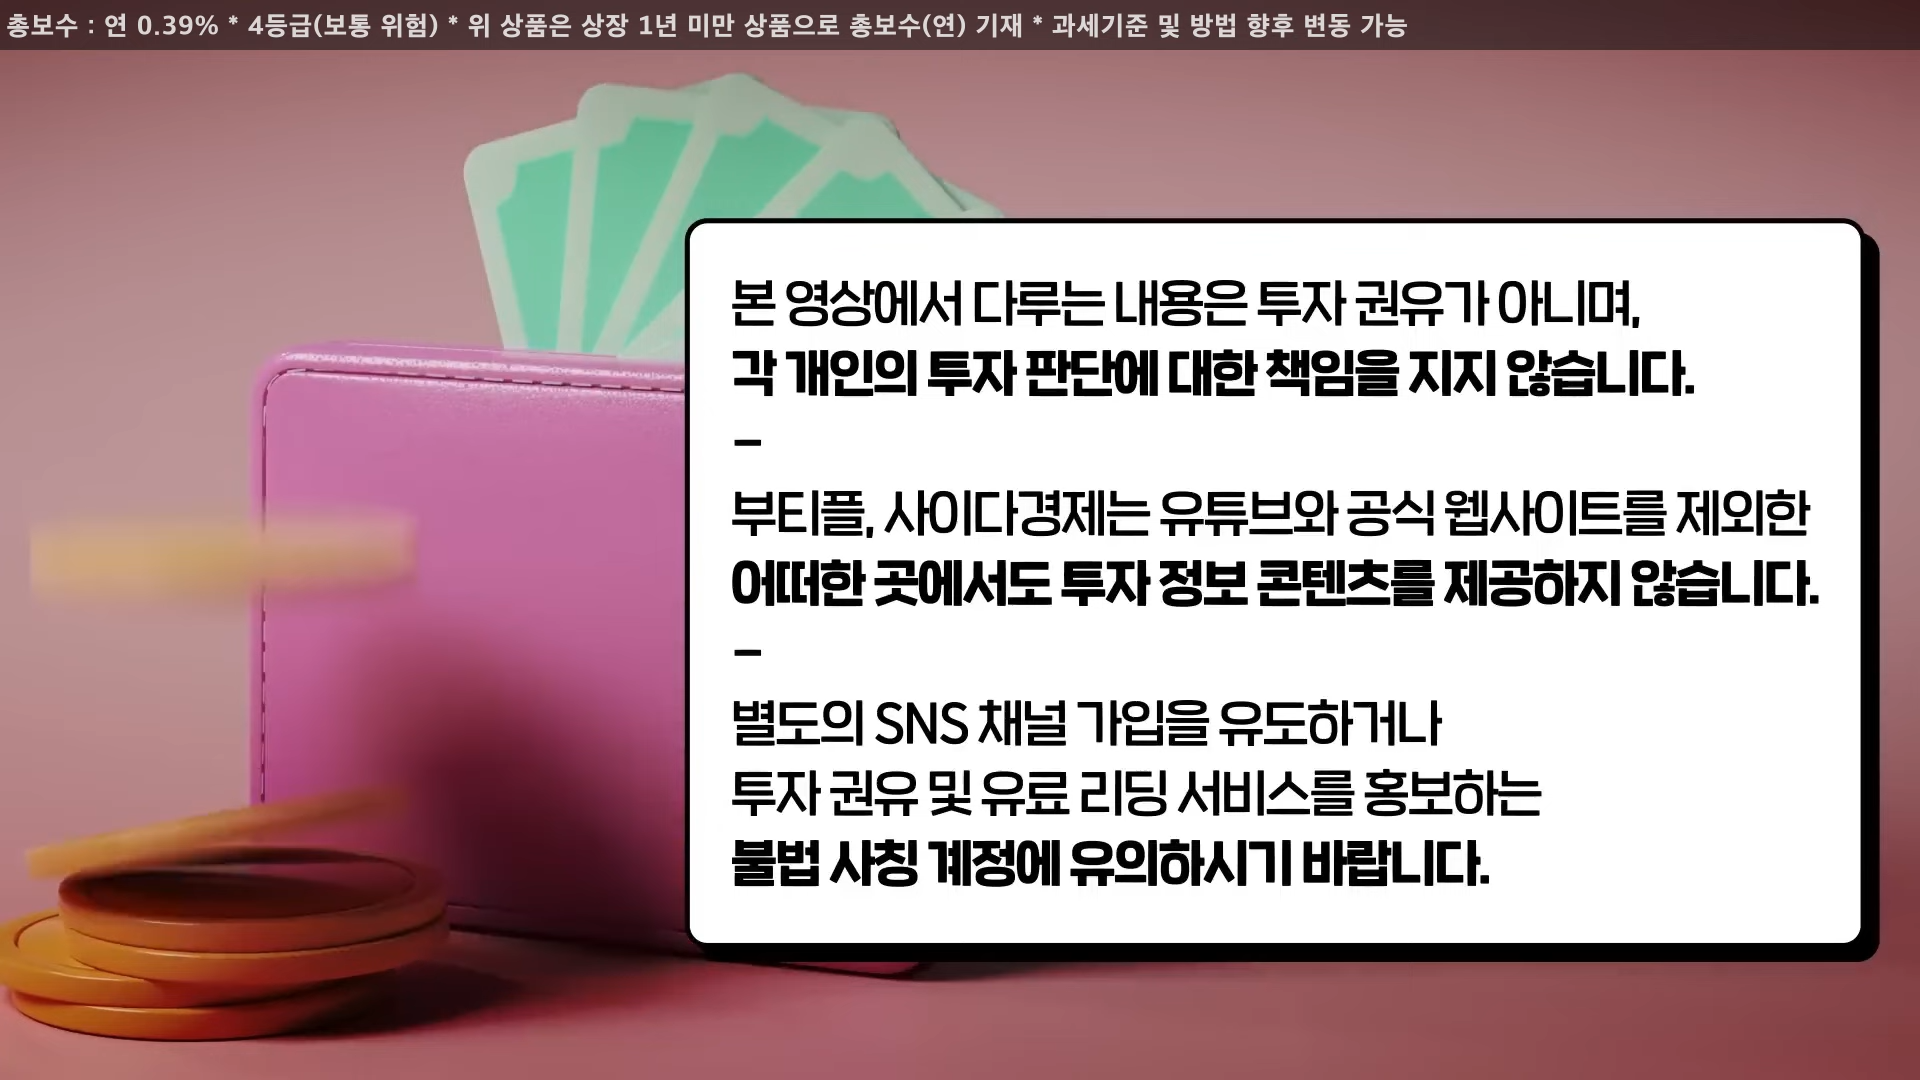 총보수 : 연 0.39% * 4등급(보통 위험) * 위 상품은 상장 1년 미만 상품으로 총보수(연) 기재 * 과세기준 및 방법 향후 변동 가능
본 영상에서 다루는 내용은 투자 권유가 아니며,
각 개인의 투자 판단에 대한 책임을 지지 않습니다.
–
부티플, 사이다경제는 유튜브와 공식 웹사이트를 제외한
어떠한 곳에서도 투자 정보 콘텐츠를 제공하지 않습니다.
–
별도의 SNS 채널 가입을 유도하거나
투자 권유 및 유료 리딩 서비스를 홍보하는
불법 사칭 계정에 유의하시기 바랍니다.